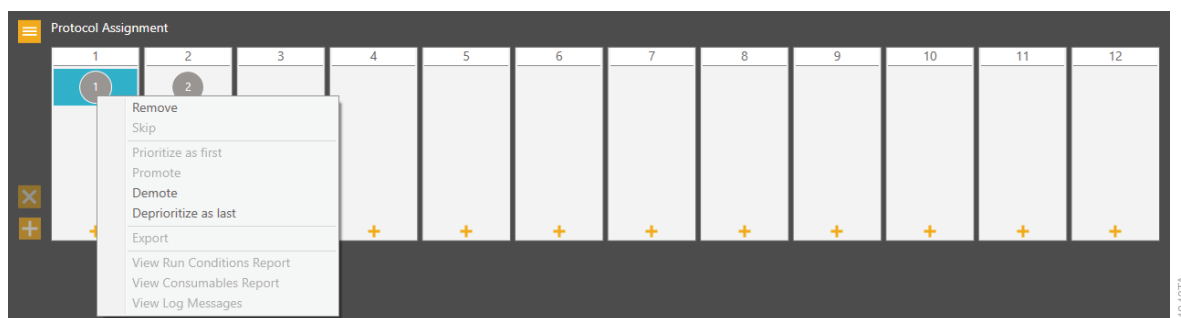 Protocol Assignment
1 2 3 4 5 6 7 8 9 10 11 12
1 2
Remove
Skip
Prioritize as first
Promote
Demote
Deprioritize as last
Export
View Run Conditions Report
View Consumables Report
View Log Messages